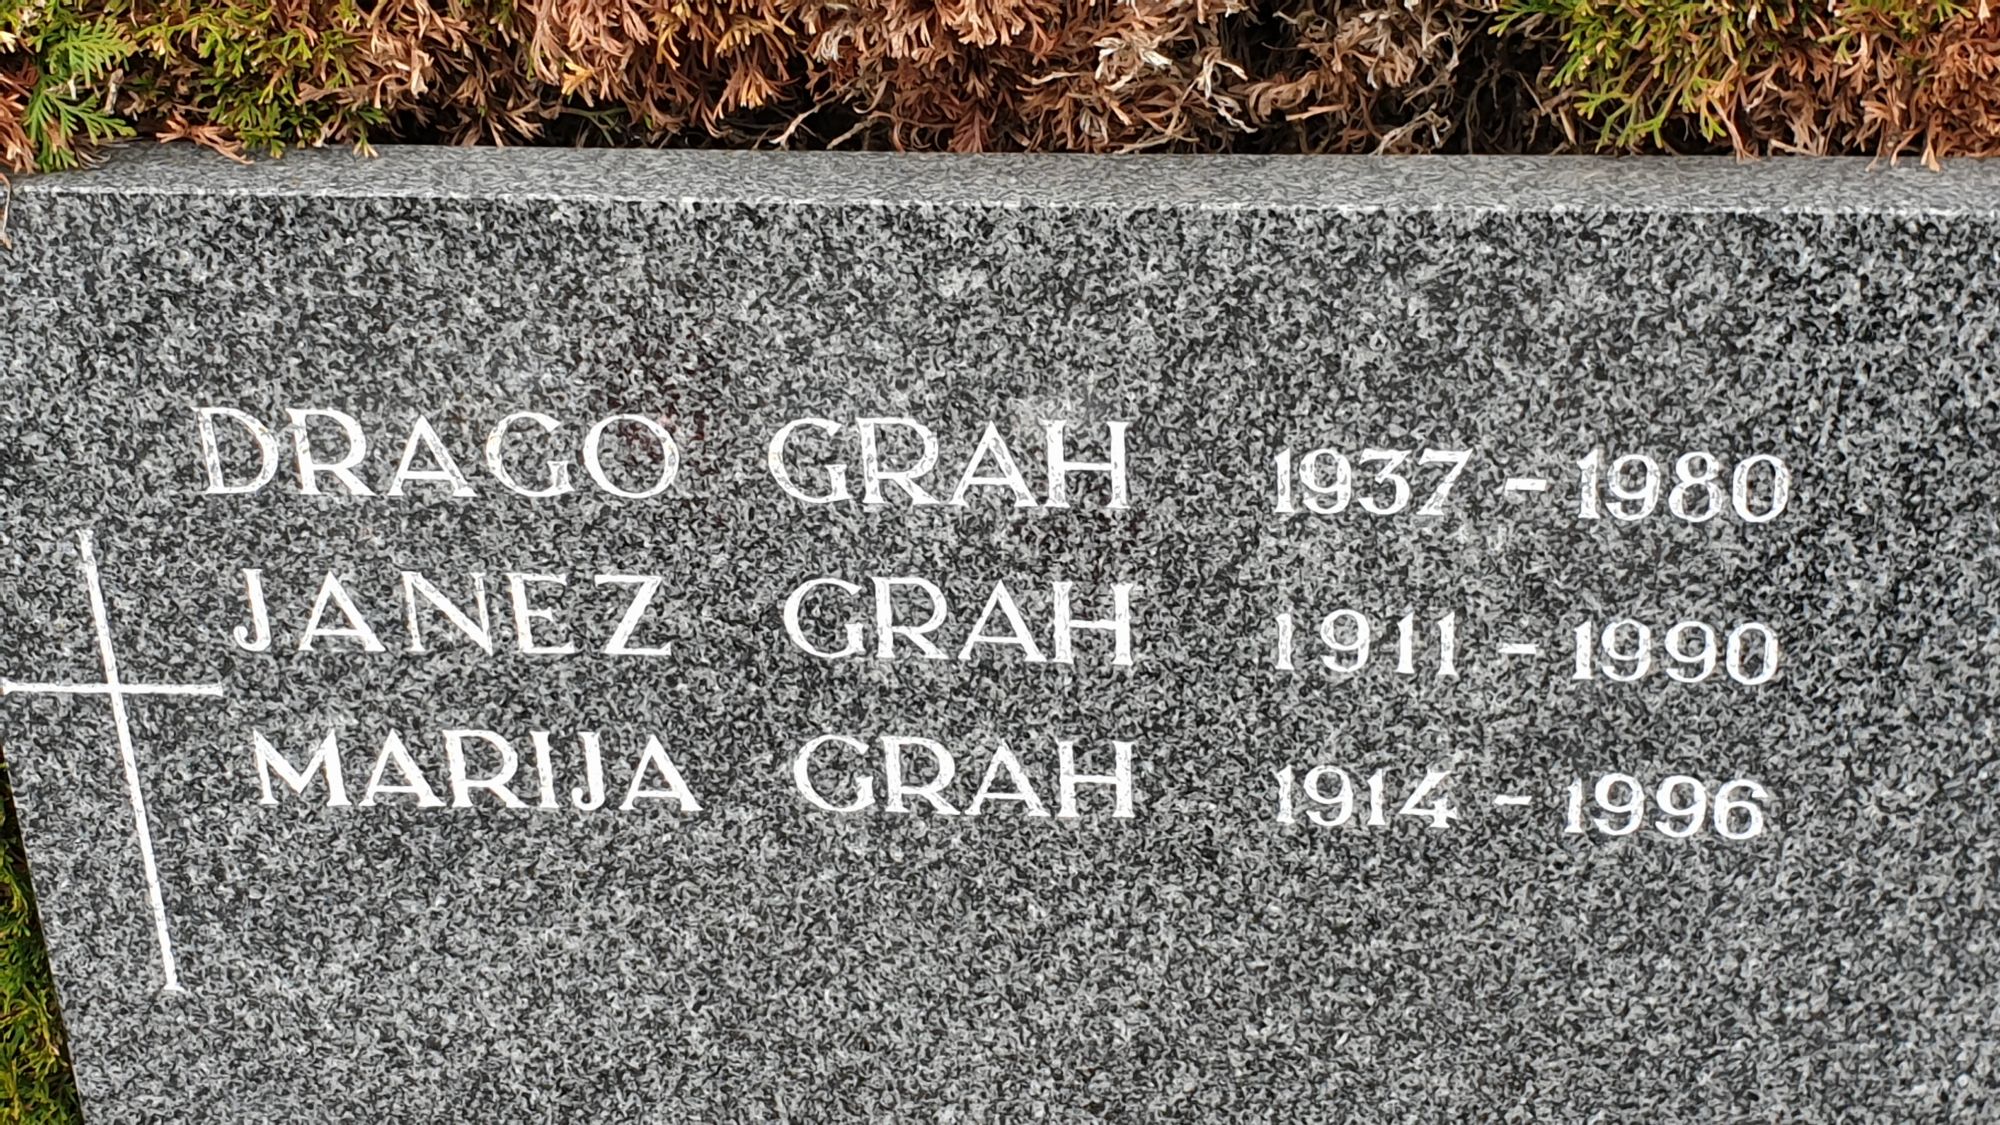 DRAGO GRAH 1937 - 1980
JANEZ GRAH 1911 - 1990
MARIJA GRAH 1914 - 1996